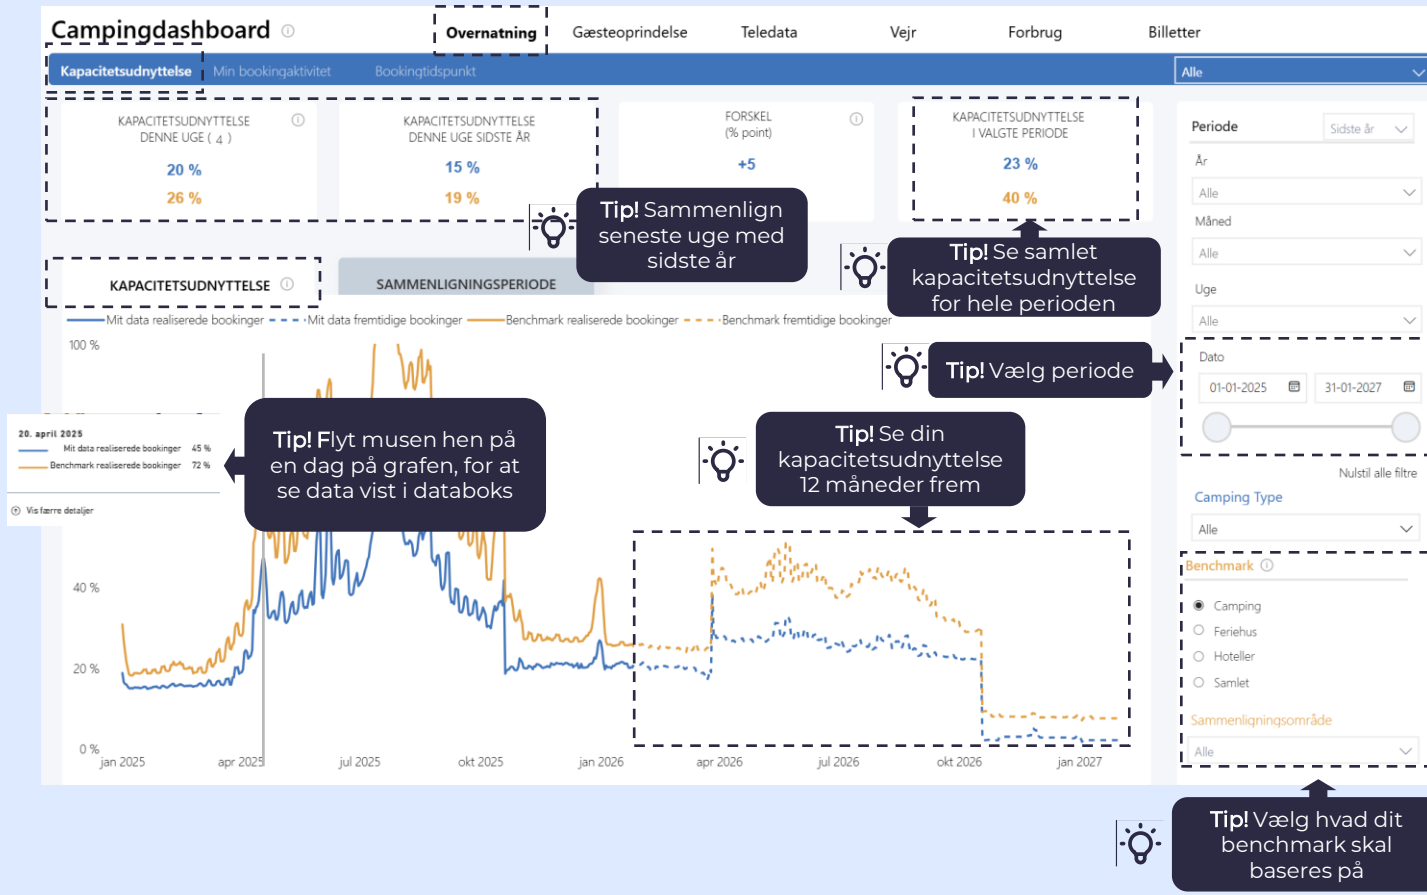 Campingdashboard
Overnatning
Gæsteoprindelse
Teledata
Vejr
Forbrug
Billetter
Kapacitetsudnyttelse
Min bookingaktivitet
Bookingtidspunkt
Alle
KAPACITETSUDNYTTELSE
DENNE UGE ( 4 )
20 %
26 %
KAPACITETSUDNYTTELSE
DENNE UGE SIDSTE ÅR
15 %
19 %
FORSKEL
(% point)
+5
KAPACITETSUDNYTTELSE
I VALGTE PERIODE
23 %
40 %
Tip! Sammenlign
seneste uge med
sidste år
Tip! Se samlet
kapacitetsudnyttelse
for hele perioden
Periode
Sidste år
År
Alle
Måned
Alle
Uge
Alle
Dato
01-01-2025
31-01-2027
Nulstil alle filtre
Camping Type
Alle
Benchmark
Camping
Feriehus
Hoteller
Samlet
Sammenligningsområde
Alle
KAPACITETSUDNYTTELSE
SAMMENLIGNINGSPERIODE
Mit data realiserede bookinger
Mit data fremtidige bookinger
Benchmark realiserede bookinger
Benchmark fremtidige bookinger
Tip! Vælg periode
100 %
20. april 2025
Mit data realiserede bookinger 45 %
Benchmark realiserede bookinger 72 %
Vis færre detaljer
Tip! Flyt musen hen på
en dag på grafen, for at
se data vist i databoks
Tip! Se din
kapacitetsudnyttelse
12 måneder frem
40 %
20 %
0 %
jan 2025
apr 2025
jul 2025
okt 2025
jan 2026
apr 2026
jul 2026
okt 2026
jan 2027
Tip! Vælg hvad dit
benchmark skal
baseres på